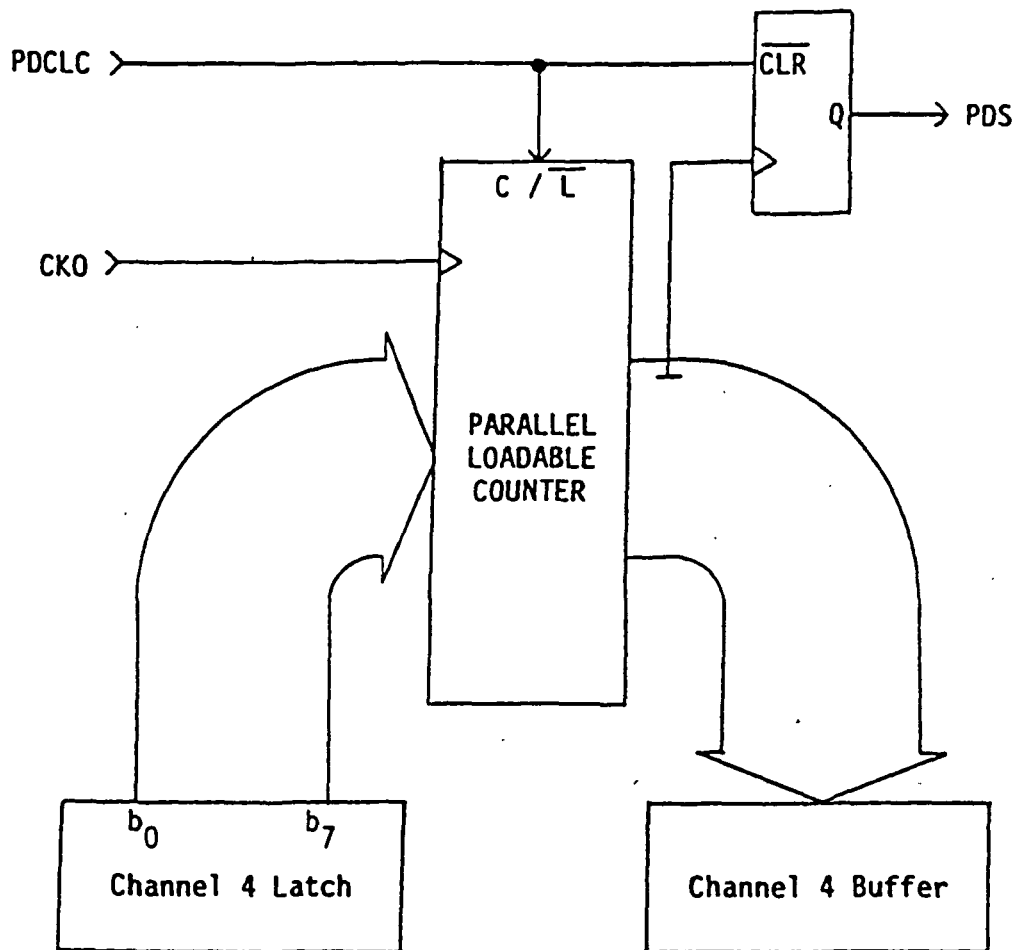 PDCLC
CLR
Q
PDS
C / L
CKO
PARALLEL
LOADABLE
COUNTER
b0
b7
Channel 4 Latch
Channel 4 Buffer